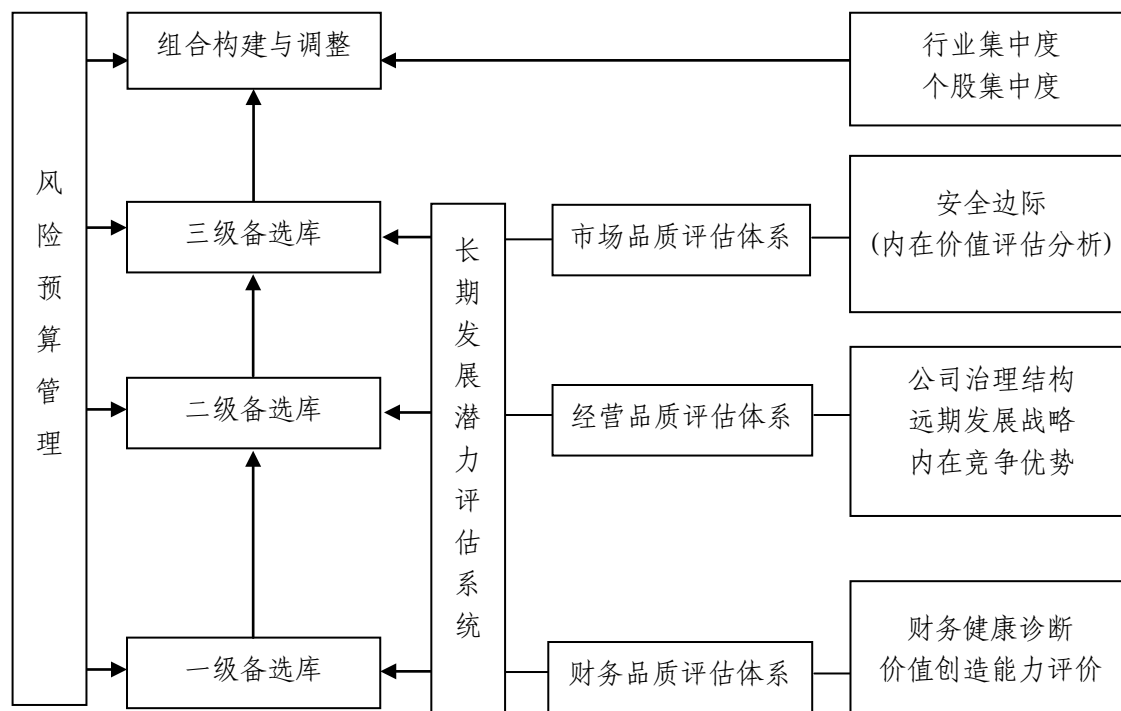 组合构建与调整
行业集中度
个股集中度
风险预算管理
三级备选库
长期发展潜力评估系统
市场品质评估体系
安全边际
(内在价值评估分析)
二级备选库
经营品质评估体系
公司治理结构
远期发展战略
内在竞争优势
一级备选库
财务品质评估体系
财务健康诊断
价值创造能力评价